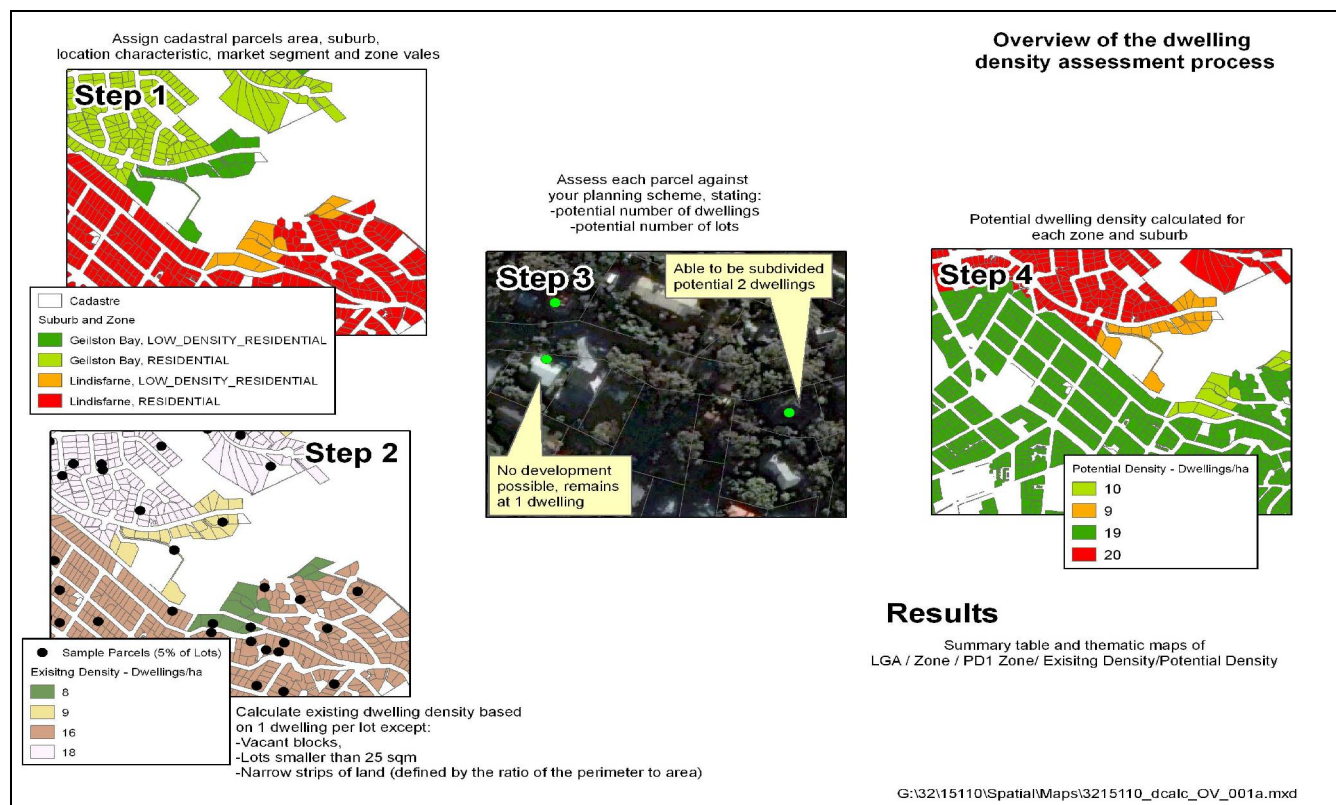 Overview of the dwelling
density assessment process
Assign cadastral parcels area, suburb,
location characteristic, market segment and zone vales
Step 1
Cadastre
Suburb and Zone
Geilston Bay, LOW_DENSITY_RESIDENTIAL
Geilston Bay, RESIDENTIAL
Lindisfarne, LOW_DENSITY_RESIDENTIAL
Lindisfarne, RESIDENTIAL
Step 2
Sample Parcels (5% of Lots)
Exisitng Density - Dwellings/ha
8
9
16
18
Calculate existing dwelling density based
on 1 dwelling per lot except:
-Vacant blocks,
-Lots smaller than 25 sqm
-Narrow strips of land (defined by the ratio of the perimeter to area)
Assess each parcel against
your planning scheme, stating:
-potential number of dwellings
-potential number of lots
Step 3
Able to be subdivided
potential 2 dwellings
No development
possible, remains
at 1 dwelling
Potential dwelling density calculated for
each zone and suburb
Step 4
Potential Density - Dwellings/ha
10
9
19
20
Results
Summary table and thematic maps of
LGA / Zone / PD1 Zone/ Exisitng Density/Potential Density
G:\32\15110\Spatial\Maps\3215110_dcalc_OV_001a.mxd